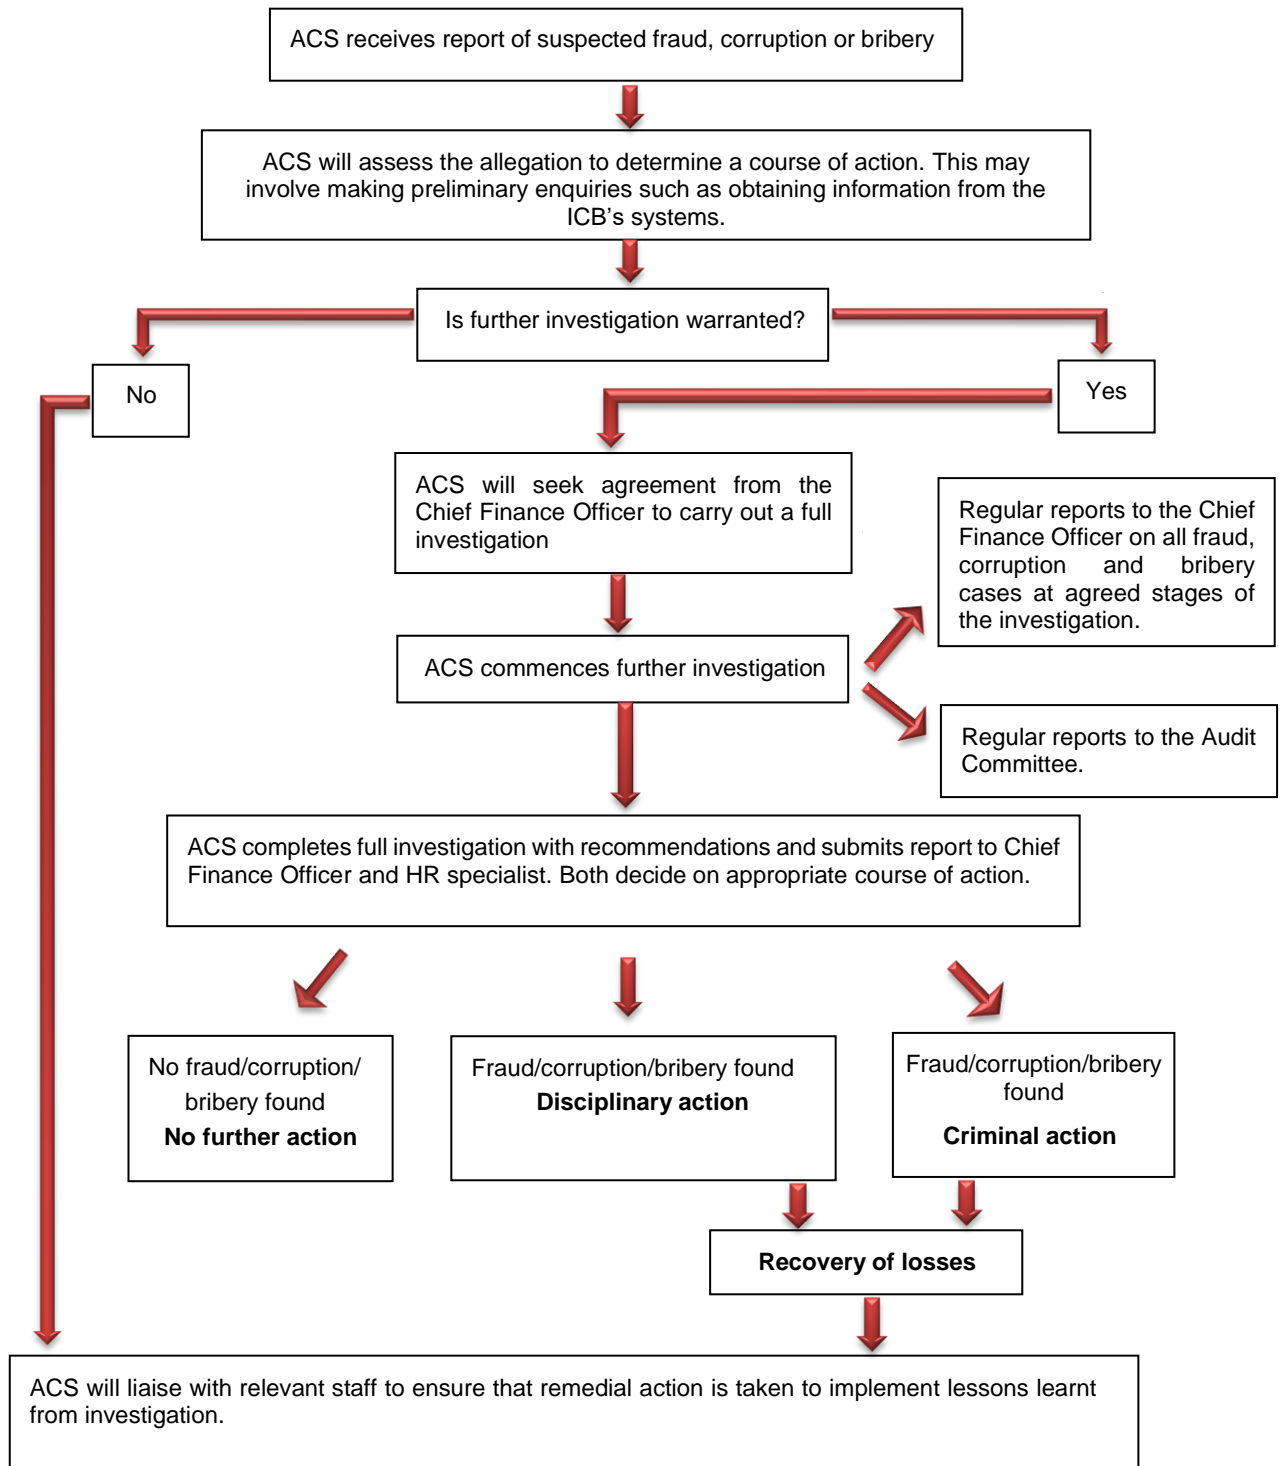 ACS receives report of suspected fraud, corruption or bribery
ACS will assess the allegation to determine a course of action. This may
involve making preliminary enquiries such as obtaining information from the
ICB’s systems.
Is further investigation warranted?
No
Yes
ACS will seek agreement from the
Chief Finance Officer to carry out a full
investigation
Regular reports to the Chief
Finance Officer on all fraud,
corruption and bribery
cases at agreed stages of
the investigation.
ACS commences further investigation
Regular reports to the Audit
Committee.
ACS completes full investigation with recommendations and submits report to Chief
Finance Officer and HR specialist. Both decide on appropriate course of action.
No fraud/corruption/
bribery found
No further action
Fraud/corruption/bribery found
Disciplinary action
Fraud/corruption/bribery
found
Criminal action
Recovery of losses
ACS will liaise with relevant staff to ensure that remedial action is taken to implement lessons learnt
from investigation.